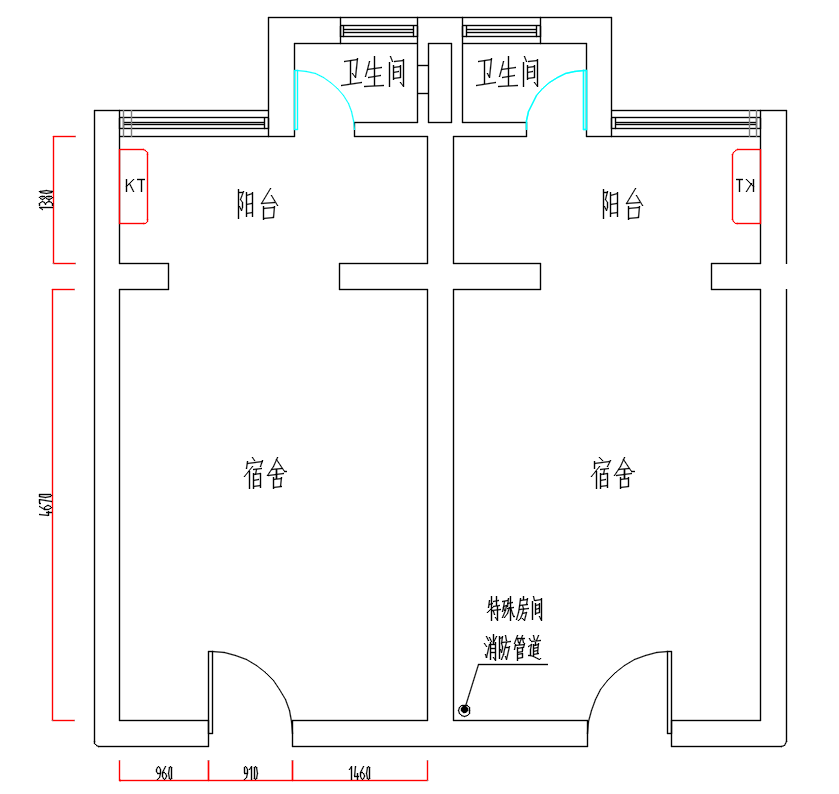 卫生间 卫生间
KT KT
阳台 阳台
1380
宿舍 宿舍
4670
特殊房间
消防管道
960 910 1460